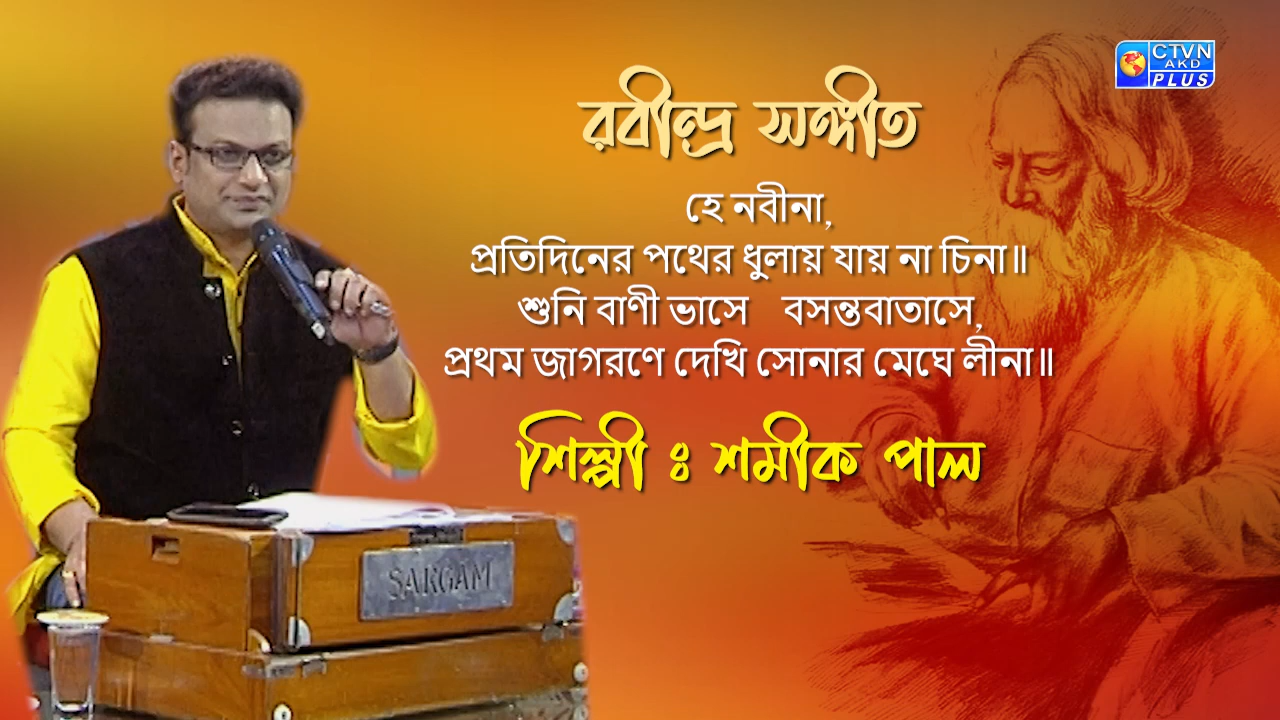 CTVN
AKD
PLUS
রবীন্দ্র সঙ্গীত
হে নবীনা,
প্রতিদিনের পথের ধুলায় যায় না চিনা॥
শুনি বাণী ভাসে বসন্তবাতাসে,
প্রথম জাগরণে দেখি সোনার মেঘে লীনা॥
শিল্পী ঃ শমীক পাল
SARGAM